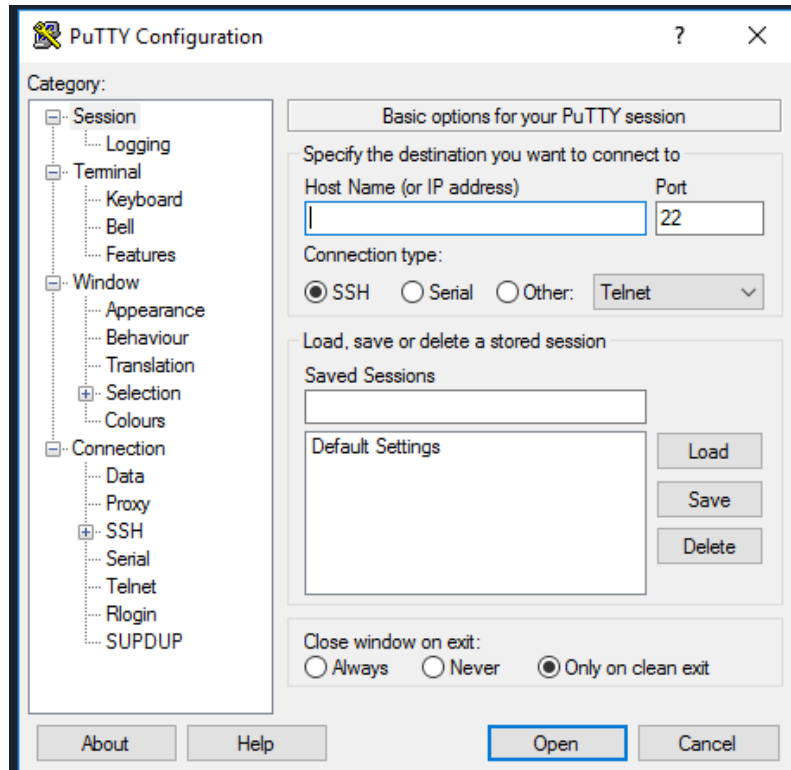 PuTTY Configuration
?
Category:
Session
Logging
Terminal
Keyboard
Bell
Features
Window
Appearance
Behaviour
Translation
Selection
Colours
Connection
Data
Proxy
SSH
Serial
Telnet
Rlogin
SUPDUP
Basic options for your PuTTY session
Specify the destination you want to connect to
Host Name (or IP address) Port
22
Connection type:
SSH Serial Other: Telnet
Load, save or delete a stored session
Saved Sessions
Default Settings
Load
Save
Delete
Close window on exit:
Always Never Only on clean exit
About Help Open Cancel